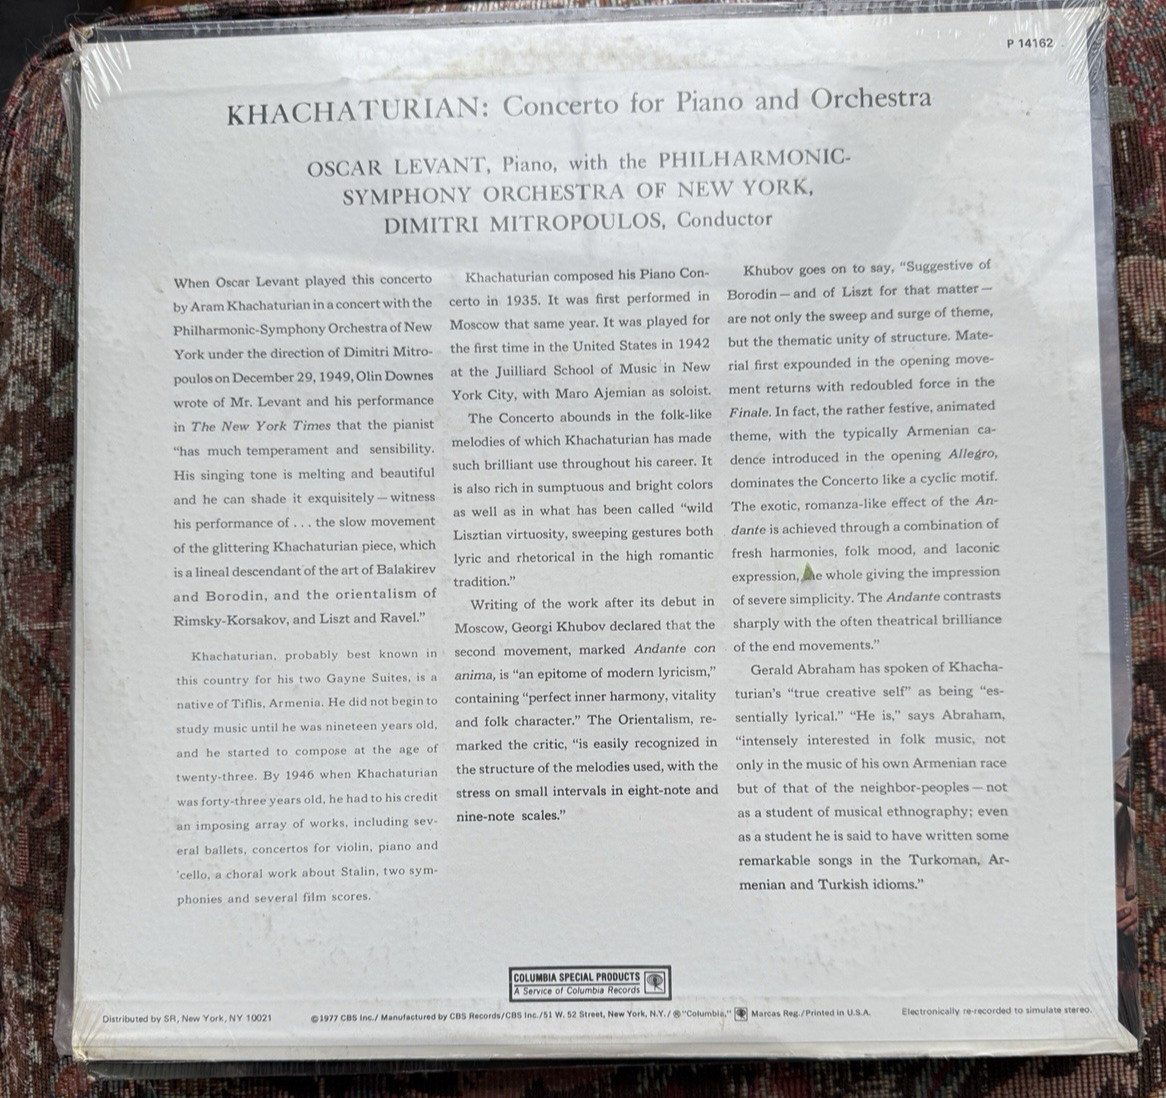 P 14162
KHACHATURIAN: Concerto for Piano and Orchestra
OSCAR LEVANT, Piano, with the PHILHARMONIC-
SYMPHONY ORCHESTRA OF NEW YORK,
DIMITRI MITROPOULOS, Conductor
When Oscar Levant played this concerto
by Aram Khachaturian in a concert with the
Philharmonic-Symphony Orchestra of New
York under the direction of Dimitri Mitro-
poulos on December 29, 1949, Olin Downes
wrote of Mr. Levant and his performance
in The New York Times that the pianist
“has much temperament and sensibility.
His singing tone is melting and beautiful
and he can shade it exquisitely — witness
his performance of . . . the slow movement
of the glittering Khachaturian piece, which
is a lineal descendant of the art of Balakirev
and Borodin, and the orientalism of
Rimsky-Korsakov, and Liszt and Ravel.”
Khachaturian, probably best known in
this country for his two Gayne Suites, is a
native of Tiflis, Armenia. He did not begin to
study music until he was nineteen years old,
and he started to compose at the age of
twenty-three. By 1946 when Khachaturian
was forty-three years old, he had to his credit
an imposing array of works, including sev-
eral ballets, concertos for violin, piano and
'cello, a choral work about Stalin, two sym-
phonies and several film scores.
Khachaturian composed his Piano Con-
certo in 1935. It was first performed in
Moscow that same year. It was played for
the first time in the United States in 1942
at the Juilliard School of Music in New
York City, with Maro Ajemian as soloist.
The Concerto abounds in the folk-like
melodies of which Khachaturian has made
such brilliant use throughout his career. It
is also rich in sumptuous and bright colors
as well as in what has been called “wild
Lisztian virtuosity, sweeping gestures both
lyric and rhetorical in the high romantic
tradition.”
Writing of the work after its debut in
Moscow, Georgi Khubov declared that the
second movement, marked Andante con
anima, is “an epitome of modern lyricism,”
containing “perfect inner harmony, vitality
and folk character.” The Orientalism, re-
marked the critic, “is easily recognized in
the structure of the melodies used, with the
stress on small intervals in eight-note and
nine-note scales.”
Khubov goes on to say, “Suggestive of
Borodin — and of Liszt for that matter —
are not only the sweep and surge of theme,
but the thematic unity of structure. Mate-
rial first expounded in the opening move-
ment returns with redoubled force in the
Finale. In fact, the rather festive, animated
theme, with the typically Armenian ca-
dence introduced in the opening Allegro,
dominates the Concerto like a cyclic motif.
The exotic, romanza-like effect of the An-
dante is achieved through a combination of
fresh harmonies, folk mood, and laconic
expression, the whole giving the impression
of severe simplicity. The Andante contrasts
sharply with the often theatrical brilliance
of the end movements.”
Gerald Abraham has spoken of Khacha-
turian's “true creative self” as being “es-
sentially lyrical.” “He is,” says Abraham,
“intensely interested in folk music, not
only in the music of his own Armenian race
but of that of the neighbor-peoples — not
as a student of musical ethnography; even
as a student he is said to have written some
remarkable songs in the Turkoman, Ar-
menian and Turkish idioms.”
COLUMBIA SPECIAL PRODUCTS
A Service of Columbia Records
Distributed by SR, New York, NY 10021
©1977 CBS Inc./ Manufactured by CBS Records/CBS Inc./51 W. 52 Street, New York, N.Y. / ® "Columbia," Marcas Reg./Printed in U.S.A.
Electronically re-recorded to simulate stereo.